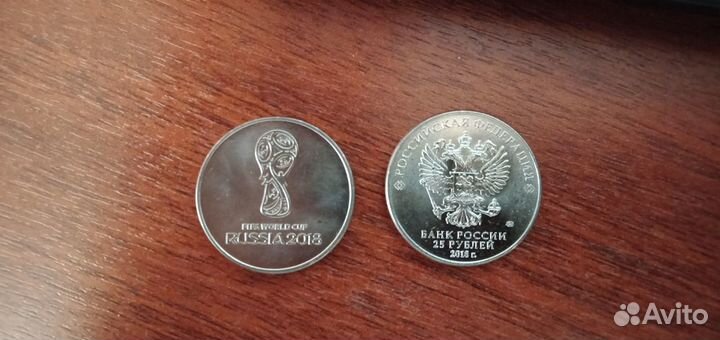 FIFA WORLD CUP
RUSSIA 2018
РОССИЙСКАЯ ФЕДЕРАЦИЯ
БАНК РОССИИ
25 РУБЛЕЙ
2018 г.
Avito